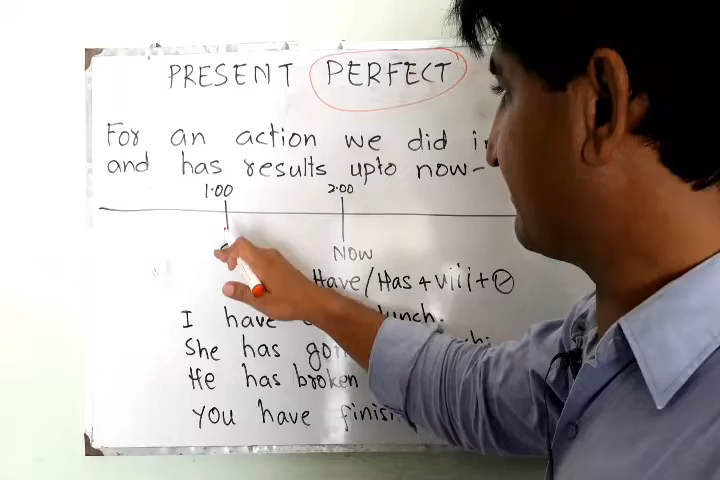 PRESENT PERFECT
For an action we did
and has results upto now-
1.00 2.00
Now
Have/Has + viii +
I have lunch.
She has
He has broken
You have